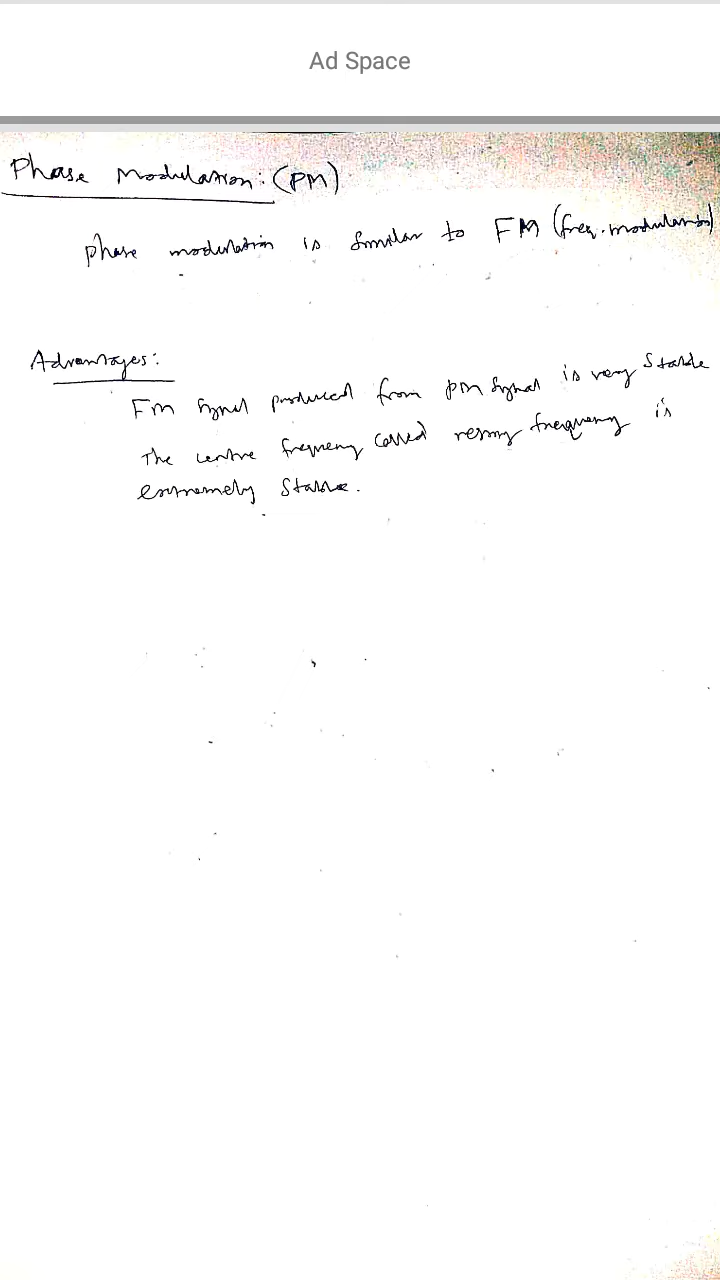 Ad Space
Phase Modulation: (PM)
phase modulation is similar to FM (freq. modulation)
Advantages:
FM signal produced from PM signal is very stable
The centre frequency called resting frequency is
extremely stable.